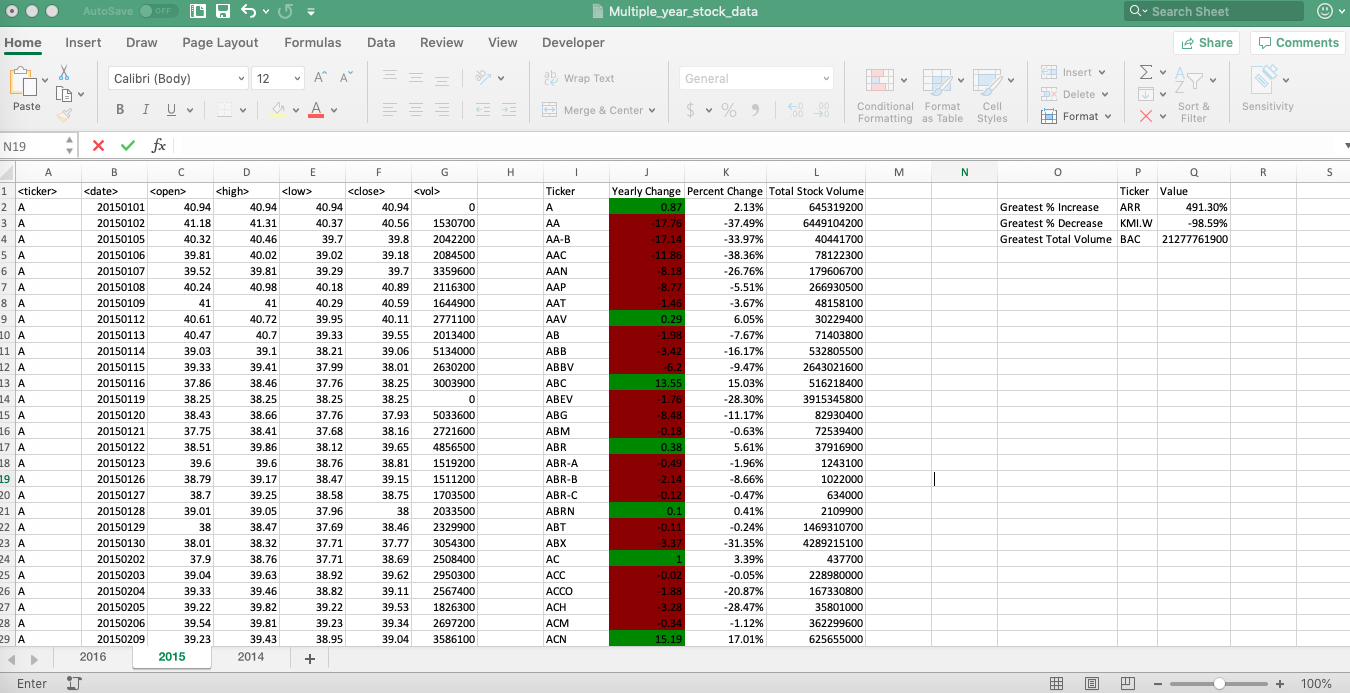 AutoSave OFF Multiple_year_stock_data Search Sheet
Home Insert Draw Page Layout Formulas Data Review View Developer Share Comments
Calibri (Body) 12 A A ab Wrap Text General Insert Σ A Z
Paste B I U A Merge & Center $ % Conditional Formatting Format as Table Cell Styles Delete Format Sort & Filter Sensitivity
N19 fx
A B C D E F G H I J K L M N O P Q R S
1 <ticker> <date> <open> <high> <low> <close> <vol> Ticker Yearly Change Percent Change Total Stock Volume Ticker Value
2 A 20150101 40.94 40.94 40.94 40.94 0 A 0.87 2.13% 645319200 Greatest % Increase ARR 491.30%
3 A 20150102 41.18 41.31 40.37 40.56 1530700 AA -17.76 -37.49% 6449104200 Greatest % Decrease KMI.W -98.59%
4 A 20150105 40.32 40.46 39.7 39.8 2042200 AA-B -17.14 -33.97% 40441700 Greatest Total Volume BAC 21277761900
5 A 20150106 39.81 40.02 39.02 39.18 2084500 AAC -11.86 -38.36% 78122300
6 A 20150107 39.52 39.81 39.29 39.7 3359600 AAN -8.18 -26.76% 179606700
7 A 20150108 40.24 40.98 40.18 40.89 2116300 AAP -8.77 -5.51% 266930500
8 A 20150109 41 41 40.29 40.59 1644900 AAT -1.46 -3.67% 48158100
9 A 20150112 40.61 40.72 39.95 40.11 2771100 AAV 0.29 6.05% 30229400
10 A 20150113 40.47 40.7 39.33 39.55 2013400 AB -1.98 -7.67% 71403800
11 A 20150114 39.03 39.1 38.21 39.06 5134000 ABB -3.42 -16.17% 532805500
12 A 20150115 39.33 39.41 37.99 38.01 2630200 ABBV -6.2 -9.47% 2643021600
13 A 20150116 37.86 38.46 37.76 38.25 3003900 ABC 13.55 15.03% 516218400
14 A 20150119 38.25 38.25 38.25 38.25 0 ABEV -1.76 -28.30% 3915345800
15 A 20150120 38.43 38.66 37.76 37.93 5033600 ABG -8.48 -11.17% 82930400
16 A 20150121 37.75 38.41 37.68 38.16 2721600 ABM -0.18 -0.63% 72539400
17 A 20150122 38.51 39.86 38.12 39.65 4856500 ABR 0.38 5.61% 37916900
18 A 20150123 39.6 39.6 38.76 38.81 1519200 ABR-A -0.49 -1.96% 1243100
19 A 20150126 38.79 39.17 38.47 39.15 1511200 ABR-B -2.14 -8.66% 1022000
20 A 20150127 38.7 39.25 38.58 38.75 1703500 ABR-C -0.12 -0.47% 634000
21 A 20150128 39.01 39.05 37.96 38 2033500 ABRN 0.1 0.41% 2109900
22 A 20150129 38 38.47 37.69 38.46 2329900 ABT -0.11 -0.24% 1469310700
23 A 20150130 38.01 38.32 37.71 37.77 3054300 ABX -3.37 -31.35% 4289215100
24 A 20150202 37.9 38.76 37.71 38.69 2508400 AC 1 3.39% 437700
25 A 20150203 39.04 39.63 38.92 39.62 2950300 ACC -0.02 -0.05% 228980000
26 A 20150204 39.33 39.46 38.82 39.11 2567400 ACCO -1.88 -20.87% 167330800
27 A 20150205 39.22 39.82 39.22 39.53 1826300 ACH -3.28 -28.47% 35801000
28 A 20150206 39.54 39.81 39.23 39.34 2697200 ACM -0.34 -1.12% 362299600
29 A 20150209 39.23 39.43 38.95 39.04 3586100 ACN 15.19 17.01% 625655000
2016 2015 2014 +
Enter 100%